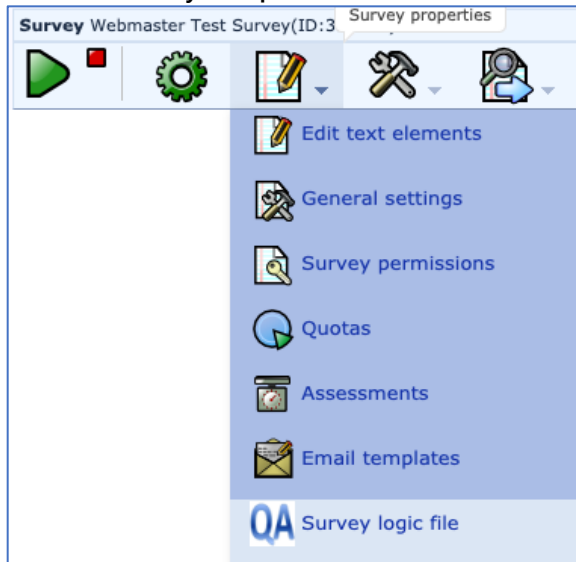 Survey Webmaster Test Survey(ID:3
Survey properties
Edit text elements
General settings
Survey permissions
Quotas
Assessments
Email templates
QA Survey logic file